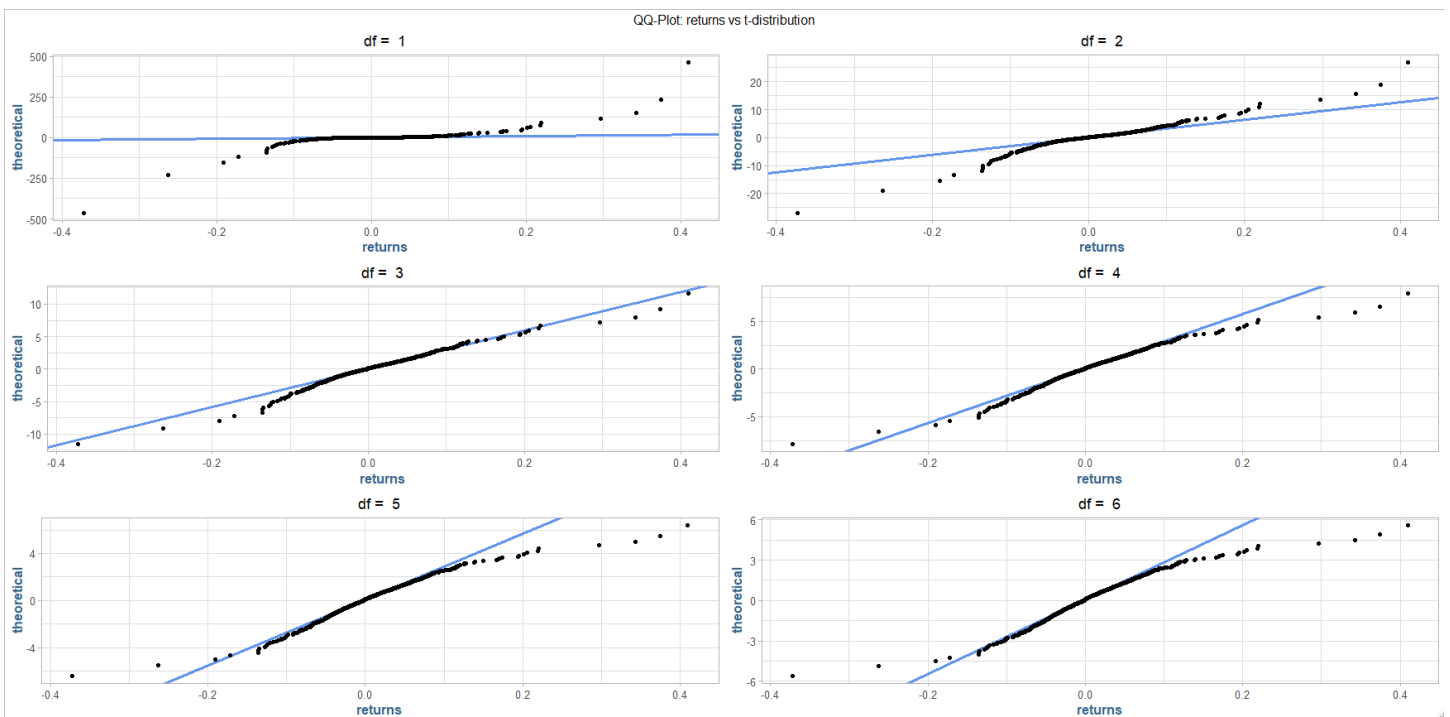 QQ-Plot: returns vs t-distribution
df = 1
500
250
0
-250
-500
theoretical
-0.4 -0.2 0.0 0.2 0.4
returns
df = 2
20
10
0
-10
-20
theoretical
-0.4 -0.2 0.0 0.2 0.4
returns
df = 3
10
5
0
-5
-10
theoretical
-0.4 -0.2 0.0 0.2 0.4
returns
df = 4
5
0
-5
theoretical
-0.4 -0.2 0.0 0.2 0.4
returns
df = 5
4
0
-4
theoretical
-0.4 -0.2 0.0 0.2 0.4
returns
df = 6
6
3
0
-3
-6
theoretical
-0.4 -0.2 0.0 0.2 0.4
returns